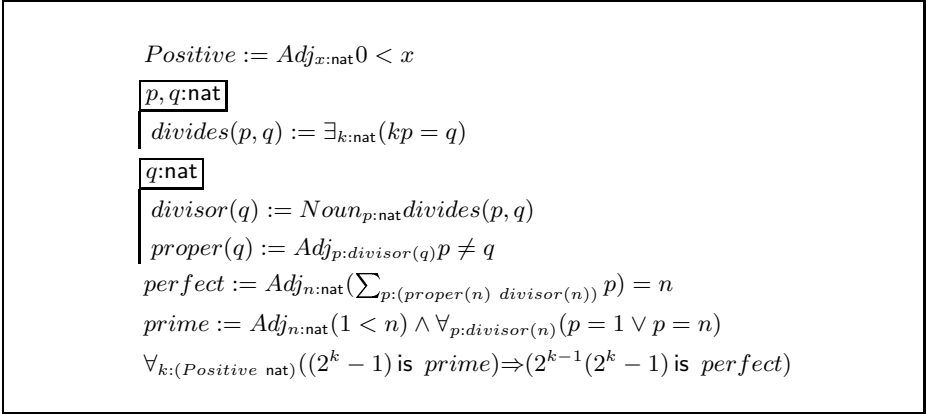 Positive := Adj_{x:nat} 0 < x
p, q:nat
divides(p, q) := ∃_{k:nat}(kp = q)
q:nat
divisor(q) := Noun_{p:nat} divides(p, q)
proper(q) := Adj_{p:divisor(q)} p ≠ q
perfect := Adj_{n:nat}(∑_{p:(proper(n) divisor(n))} p) = n
prime := Adj_{n:nat}(1 < n) ∧ ∀_{p:divisor(n)}(p = 1 ∨ p = n)
∀_{k:(Positive nat)}((2^k − 1) is prime)⇒(2^{k−1}(2^k − 1) is perfect)